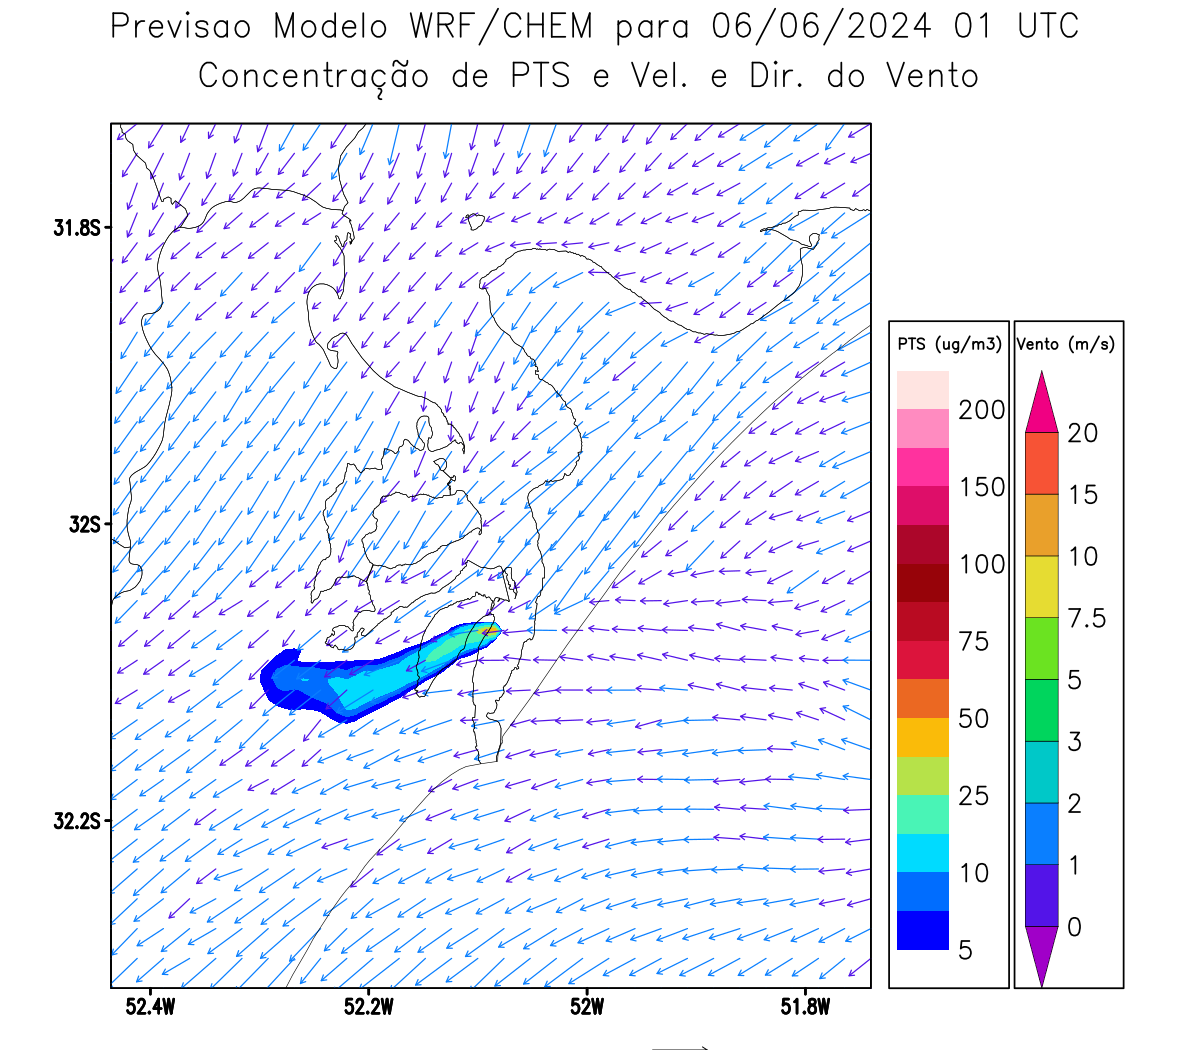 Previsao Modelo WRF/CHEM para 06/06/2024 01 UTC
Concentração de PTS e Vel. e Dir. do Vento
31.8S
32S
32.2S
52.4W
52.2W
52W
51.8W
PTS (ug/m3)
200
150
100
75
50
25
10
5
Vento (m/s)
20
15
10
7.5
5
3
2
1
0